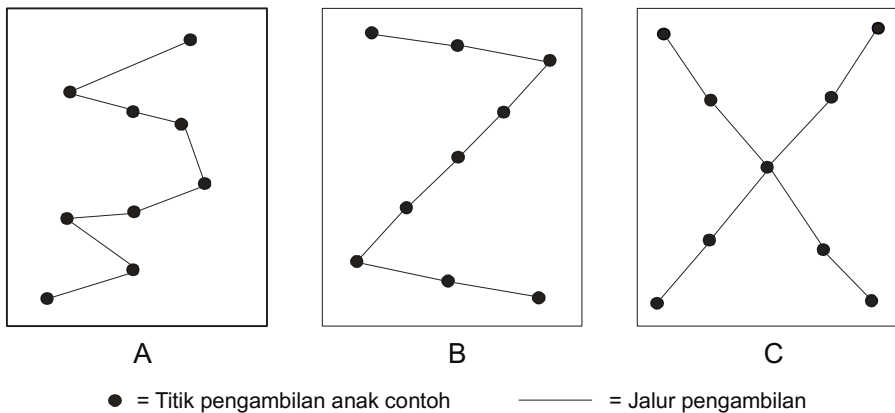 A
B
C
= Titik pengambilan anak contoh
= Jalur pengambilan